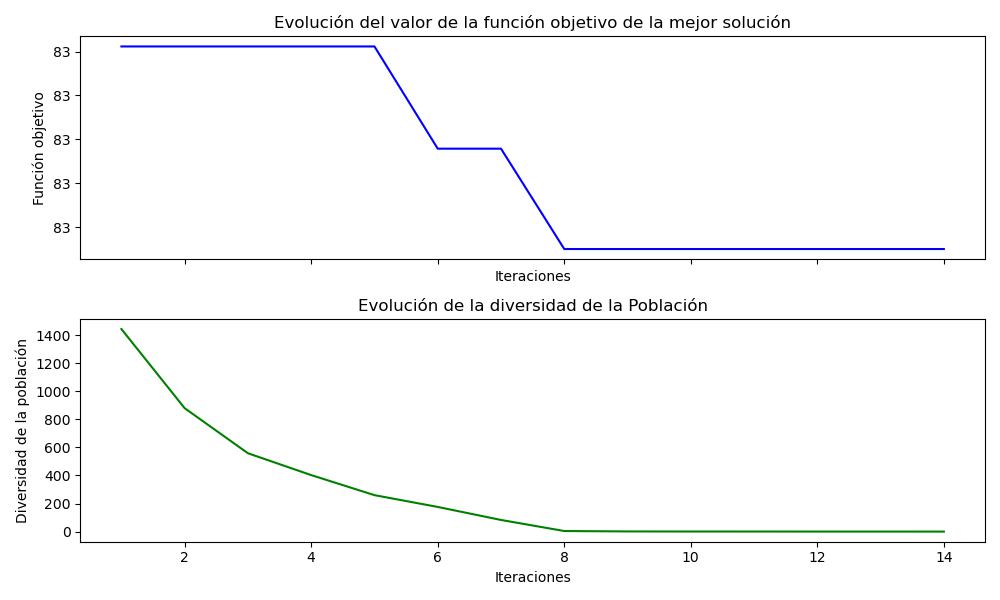 Evolución del valor de la función objetivo de la mejor solución
Función objetivo
83
83
83
83
83
Iteraciones
Evolución de la diversidad de la Población
Diversidad de la población
1400
1200
1000
800
600
400
200
0
2 4 6 8 10 12 14
Iteraciones